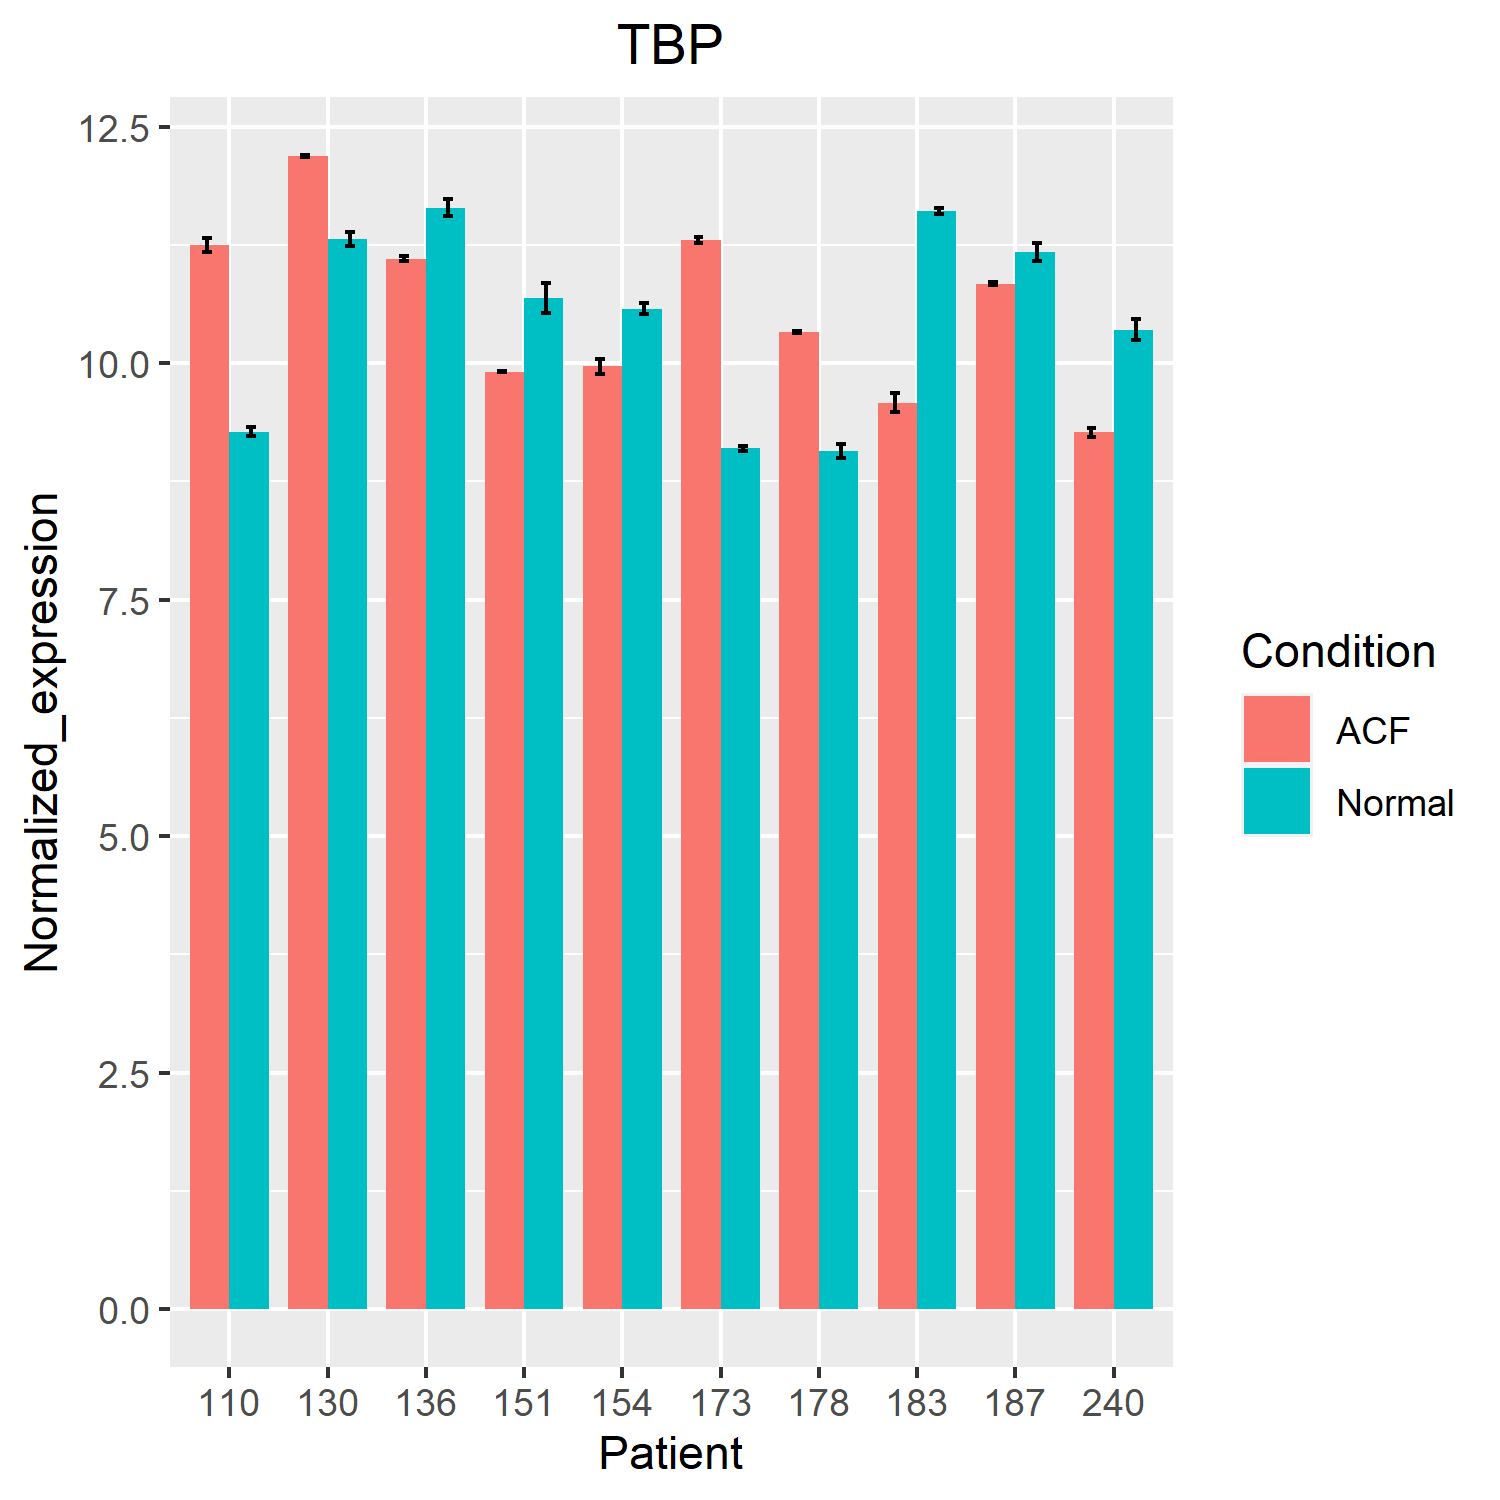 TBP
12.5
10.0
7.5
5.0
2.5
0.0
Normalized_expression
110 130 136 151 154 173 178 183 187 240
Patient
Condition
ACF
Normal